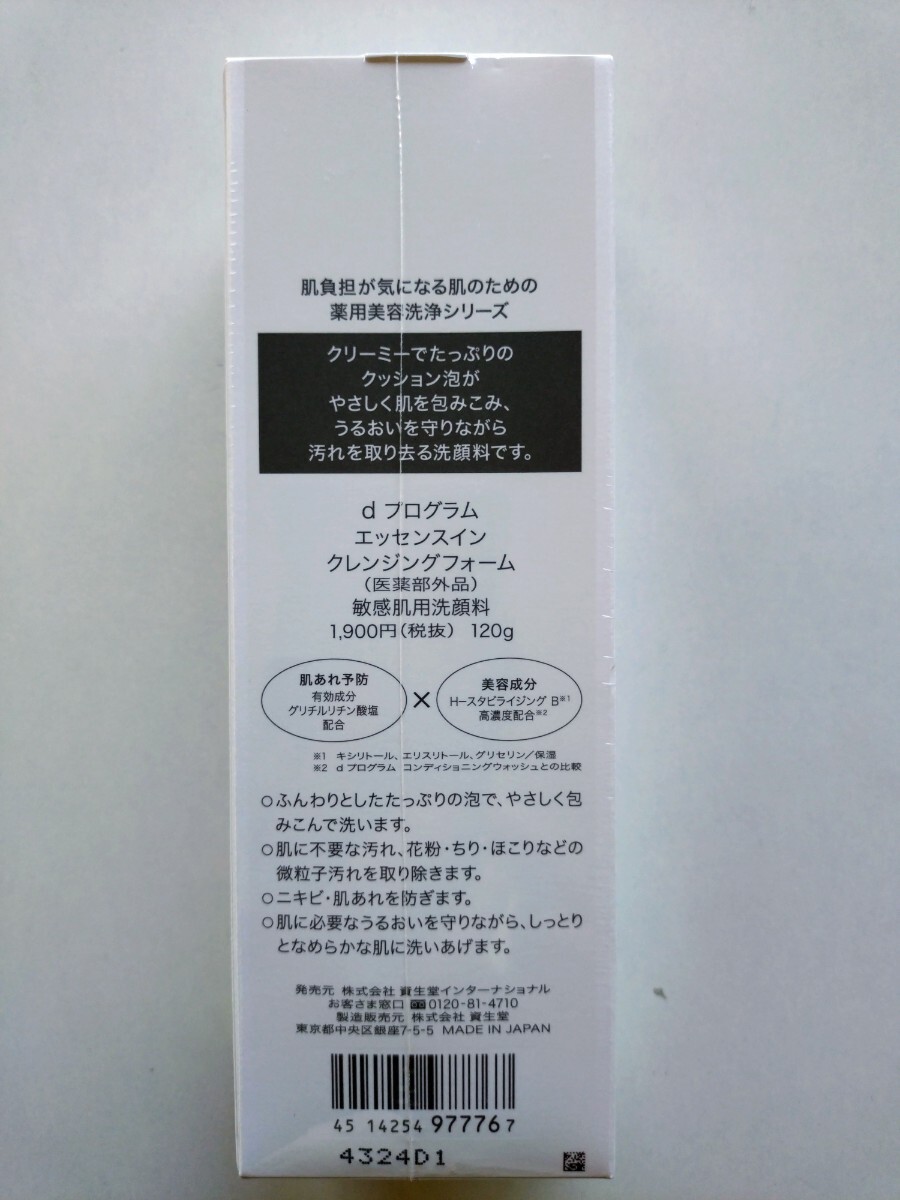 肌負担が気になる肌のための
薬用美容洗浄シリーズ
クリーミーでたっぷりの
クッション泡が
やさしく肌を包みこみ、
うるおいを守りながら
汚れを取り去る洗顔料です。
d プログラム
エッセンスイン
クレンジングフォーム
(医薬部外品)
敏感肌用洗顔料
1,900円(税抜) 120g
肌あれ予防
有効成分
グリチルリチン酸塩
配合
×
美容成分
Hースタビライジング B※1
高濃度配合※2
※1 キシリトール、エリスリトール、グリセリン/保湿
※2 d プログラム コンディショニングウォッシュとの比較
○ふんわりとしたたっぷりの泡で、やさしく包
みこんで洗います。
○肌に不要な汚れ、花粉・ちり・ほこりなどの
微粒子汚れを取り除きます。
○ニキビ・肌あれを防ぎます。
○肌に必要なうるおいを守りながら、しっとり
となめらかな肌に洗いあげます。
発売元 株式会社 資生堂インターナショナル
お客さま窓口 0120-81-4710
製造販売元 株式会社 資生堂
東京都中央区銀座7-5-5 MADE IN JAPAN
45 14254 97776 7
4324D1